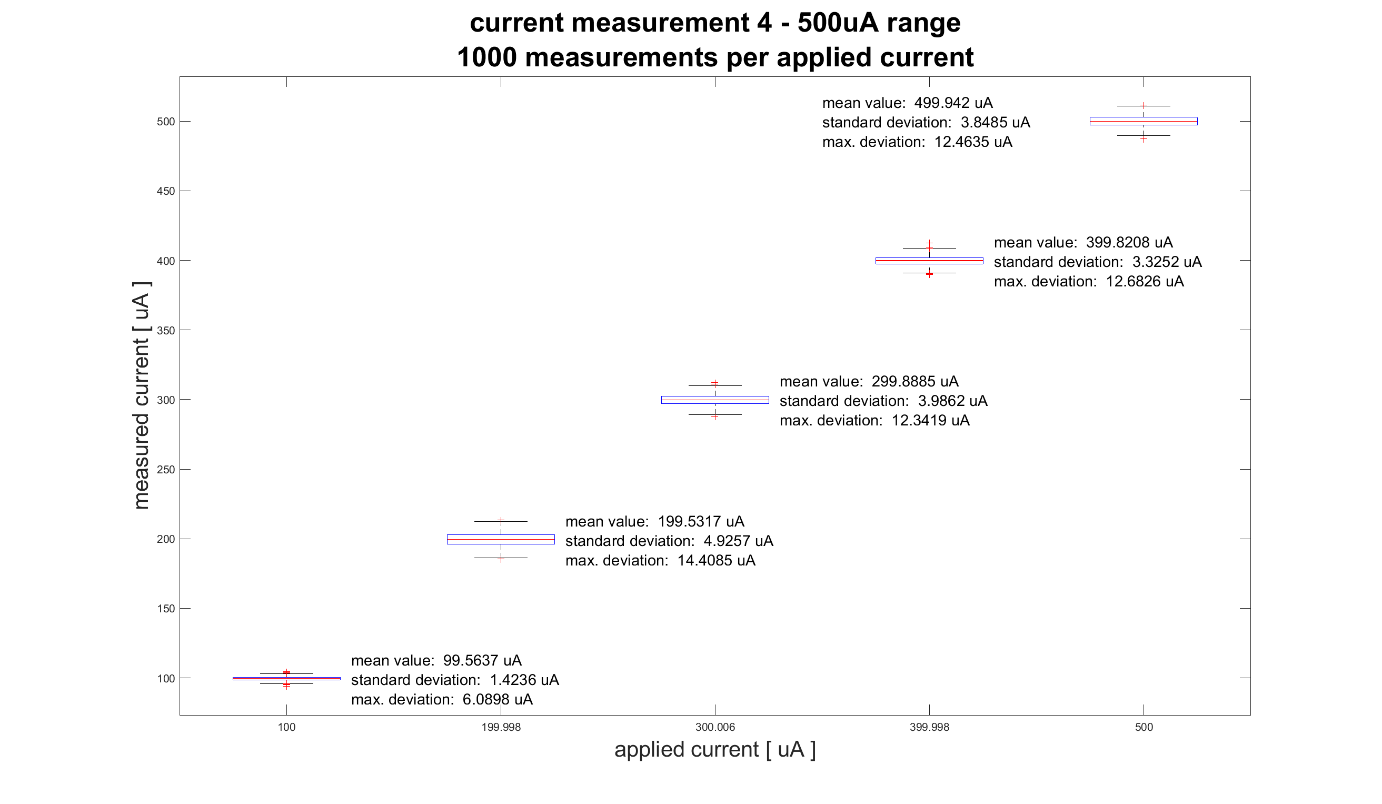 current measurement 4 - 500uA range
1000 measurements per applied current
mean value: 499.942 uA
standard deviation: 3.8485 uA
max. deviation: 12.4635 uA
500
450
mean value: 399.8208 uA
standard deviation: 3.3252 uA
max. deviation: 12.6826 uA
400
350
mean value: 299.8885 uA
standard deviation: 3.9862 uA
max. deviation: 12.3419 uA
300
250
mean value: 199.5317 uA
standard deviation: 4.9257 uA
max. deviation: 14.4085 uA
200
150
mean value: 99.5637 uA
standard deviation: 1.4236 uA
max. deviation: 6.0898 uA
100
measured current [ uA ]
100 199.998 300.006 399.998 500
applied current [ uA ]